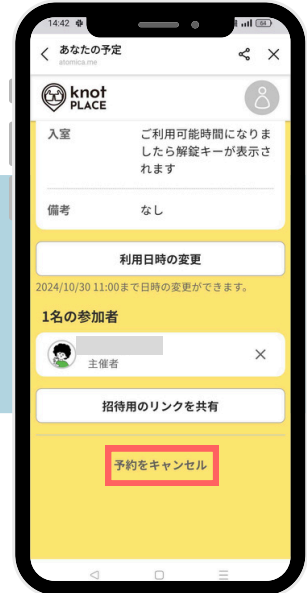 14:42
64
あなたの予定
atomica.me
knot
PLACE
入室
ご利用可能時間になりま
したら解錠キーが表示さ
れます
備考
なし
利用日時の変更
2024/10/30 11:00まで日時の変更ができます。
1名の参加者
主催者
招待用のリンクを共有
予約をキャンセル